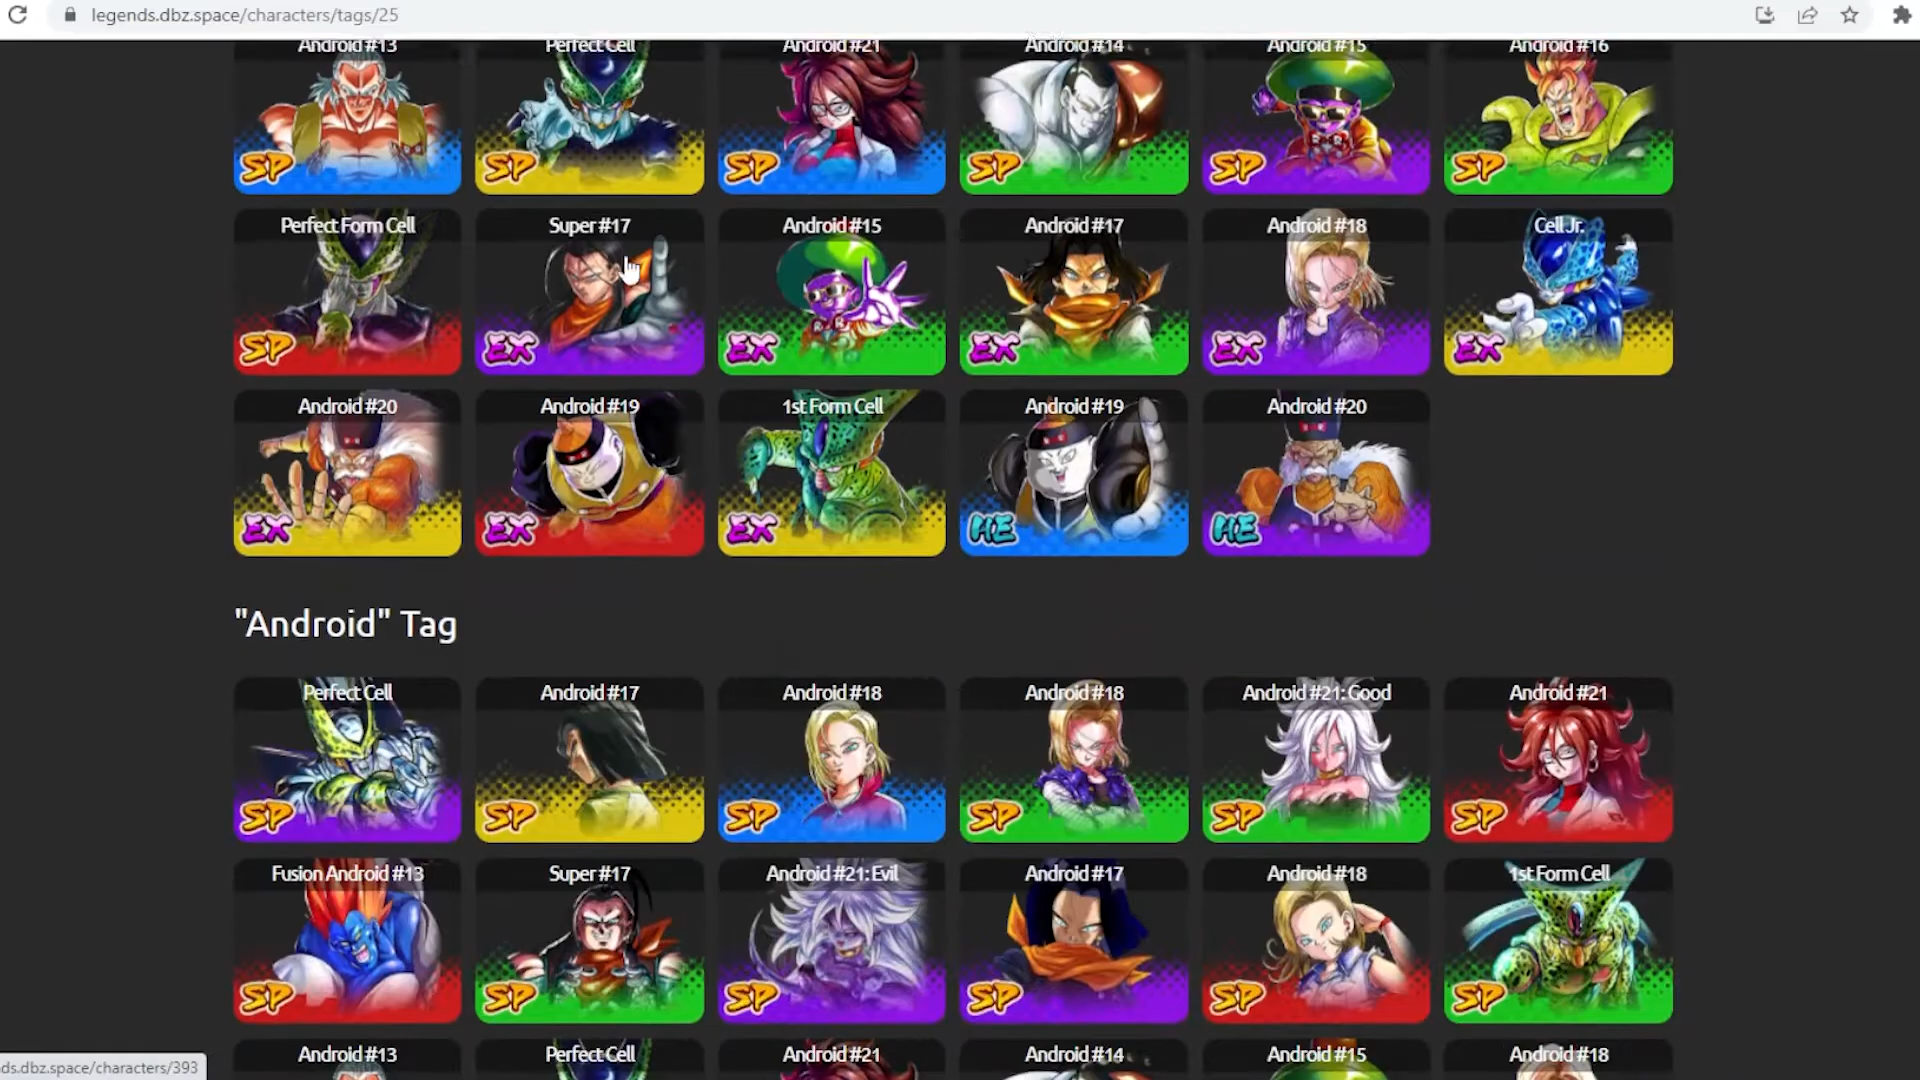 legends.dbz.space/characters/tags/25
Android #13 Perfect Cell Android #21 Android #14 Android #15 Android #16
SP SP SP SP SP SP
Perfect Form Cell Super #17 Android #15 Android #17 Android #18 Cell Jr.
SP EX EX EX EX EX
Android #20 Android #19 1st Form Cell Android #19 Android #20
EX EX EX HE HE
"Android" Tag
Perfect Cell Android #17 Android #18 Android #18 Android #21: Good Android #21
SP SP SP SP SP SP
Fusion Android #13 Super #17 Android #21: Evil Android #17 Android #18 1st Form Cell
SP SP SP SP SP SP
Android #13 Perfect Cell Android #21 Android #14 Android #15 Android #18
ds.dbz.space/characters/393